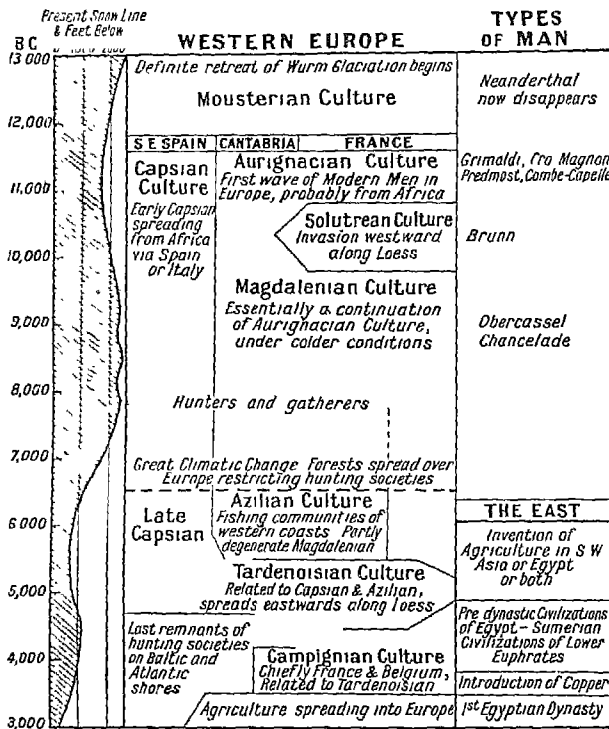 Present Snow Line
& Feet Below
BC
0 1000 2000
WESTERN EUROPE
TYPES
OF MAN
13,000
Definite retreat of Wurm Glaciation begins
Mousterian Culture
Neanderthal
now disappears
12,000
S E SPAIN
CANTABRIA
FRANCE
Capsian
Culture
Early Capsian
spreading
from Africa
via Spain
or Italy
Aurignacian Culture
First wave of Modern Men in
Europe, probably from Africa
Grimaldi, Cro Magnon
Predmost, Combe-Capelle
11,000
Solutrean Culture
Invasion westward
along Loess
Brunn
10,000
Magdalenian Culture
Essentially a continuation
of Aurignacian Culture,
under colder conditions
Obercassel
Chancelade
9,000
8,000
Hunters and gatherers
7,000
Great Climatic Change Forests spread over
Europe restricting hunting societies
Late
Capsian
Azilian Culture
Fishing communities of
western coasts Partly
degenerate Magdalenian
THE EAST
6,000
Invention of
Agriculture in S W
Asia or Egypt
or both
Tardenoisian Culture
Related to Capsian & Azilian,
spreads eastwards along loess
5,000
Last remnants of
hunting societies
on Baltic and
Atlantic
shores
Pre dynastic Civilizations
of Egypt – Sumerian
Civilizations of Lower
Euphrates
4,000
Campignian Culture
Chiefly France & Belgium,
Related to Tardenoisian
Introduction of Copper
Agriculture spreading into Europe
1st Egyptian Dynasty
3,000